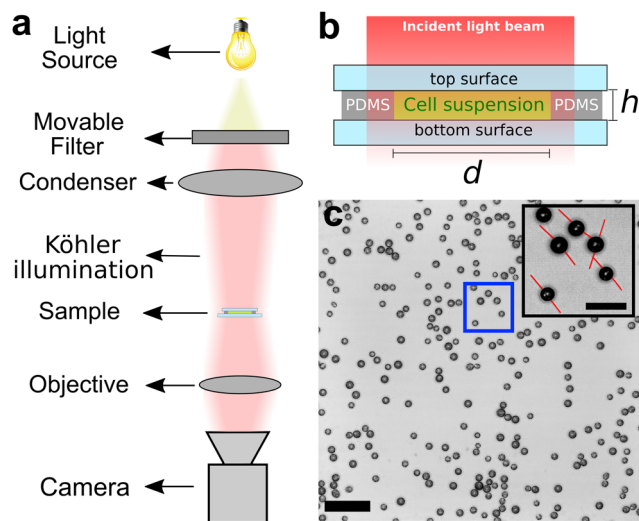 a
Light
Source
Movable
Filter
Condenser
Köhler
illumination
Sample
Objective
Camera
b
Incident light beam
top surface
PDMS
Cell suspension
PDMS
h
bottom surface
d
c